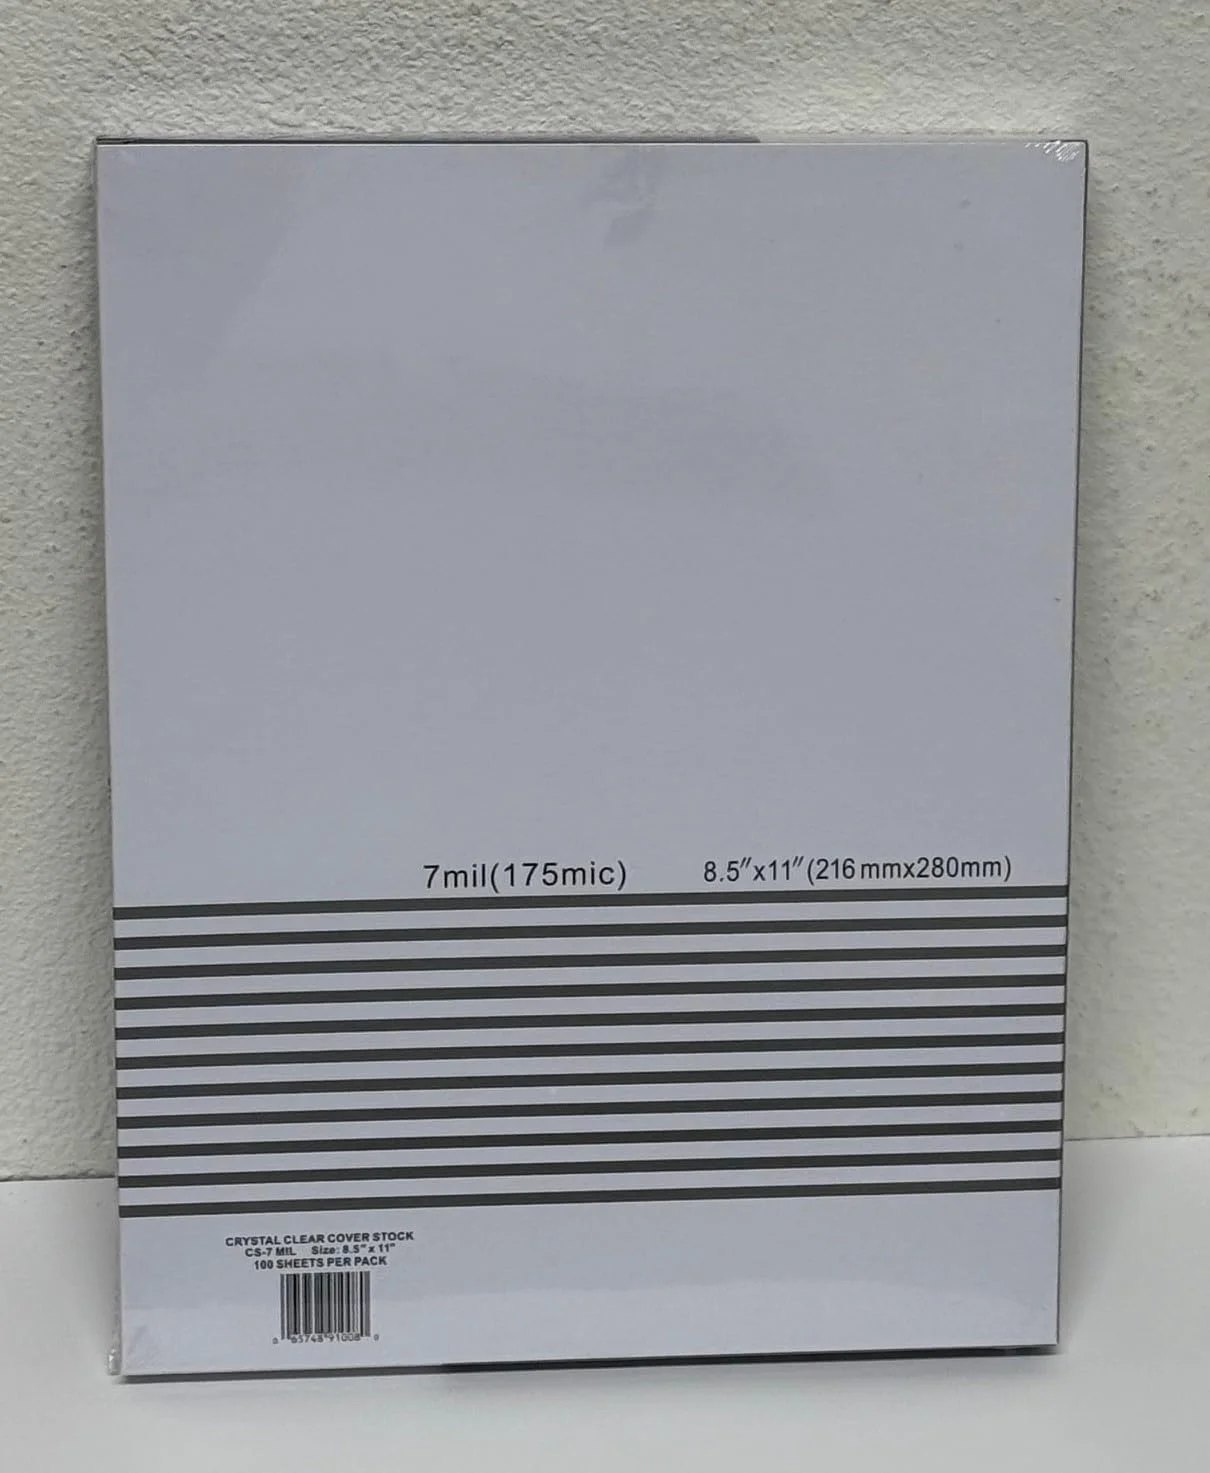 7mil(175mic) 8.5"x11"(216mmx280mm)
CRYSTAL CLEAR COVER STOCK
CS-7 MIL Size: 8.5" x 11"
100 SHEETS PER PACK